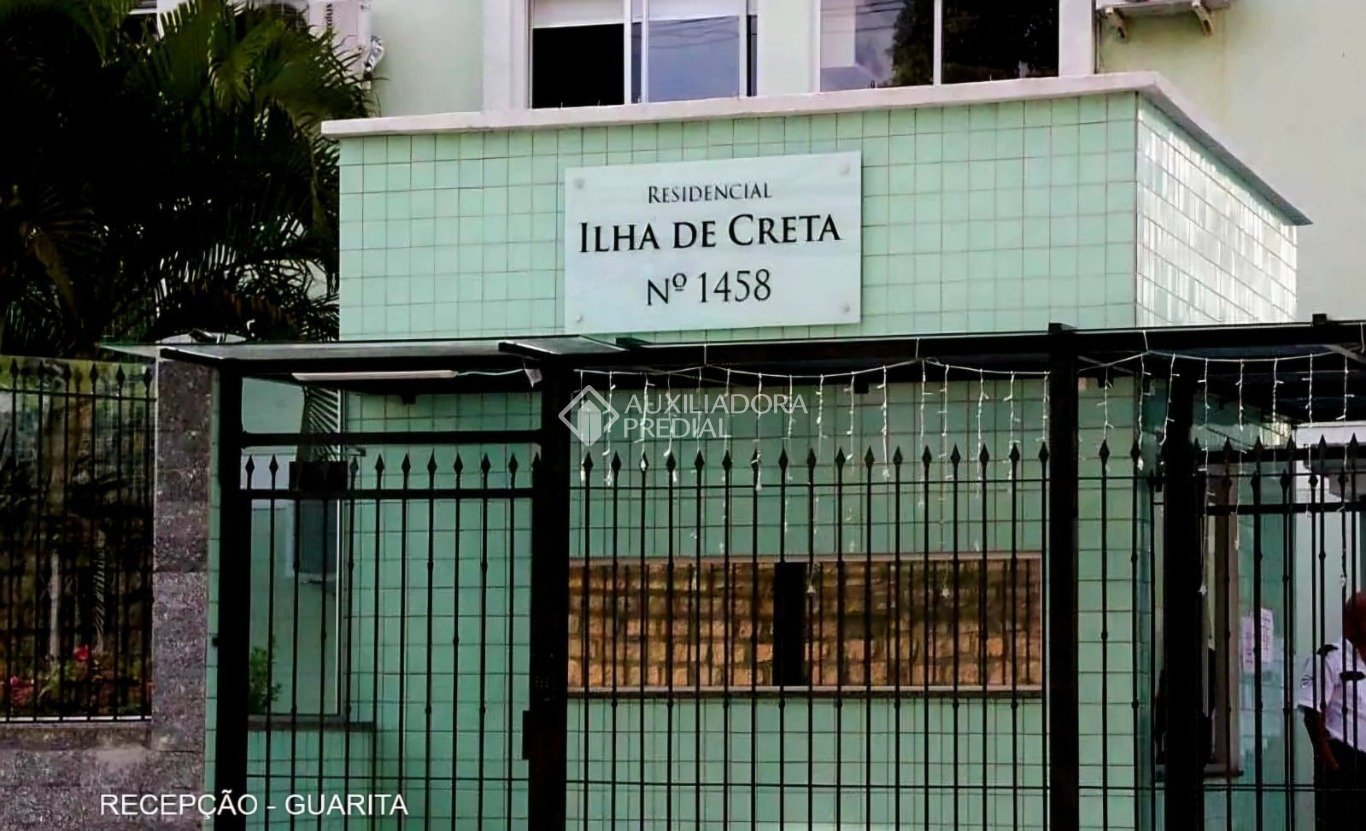 Residencial
Ilha de Creta
Nº 1458
AUXILIADORA
PREDIAL
RECEPÇÃO - GUARITA